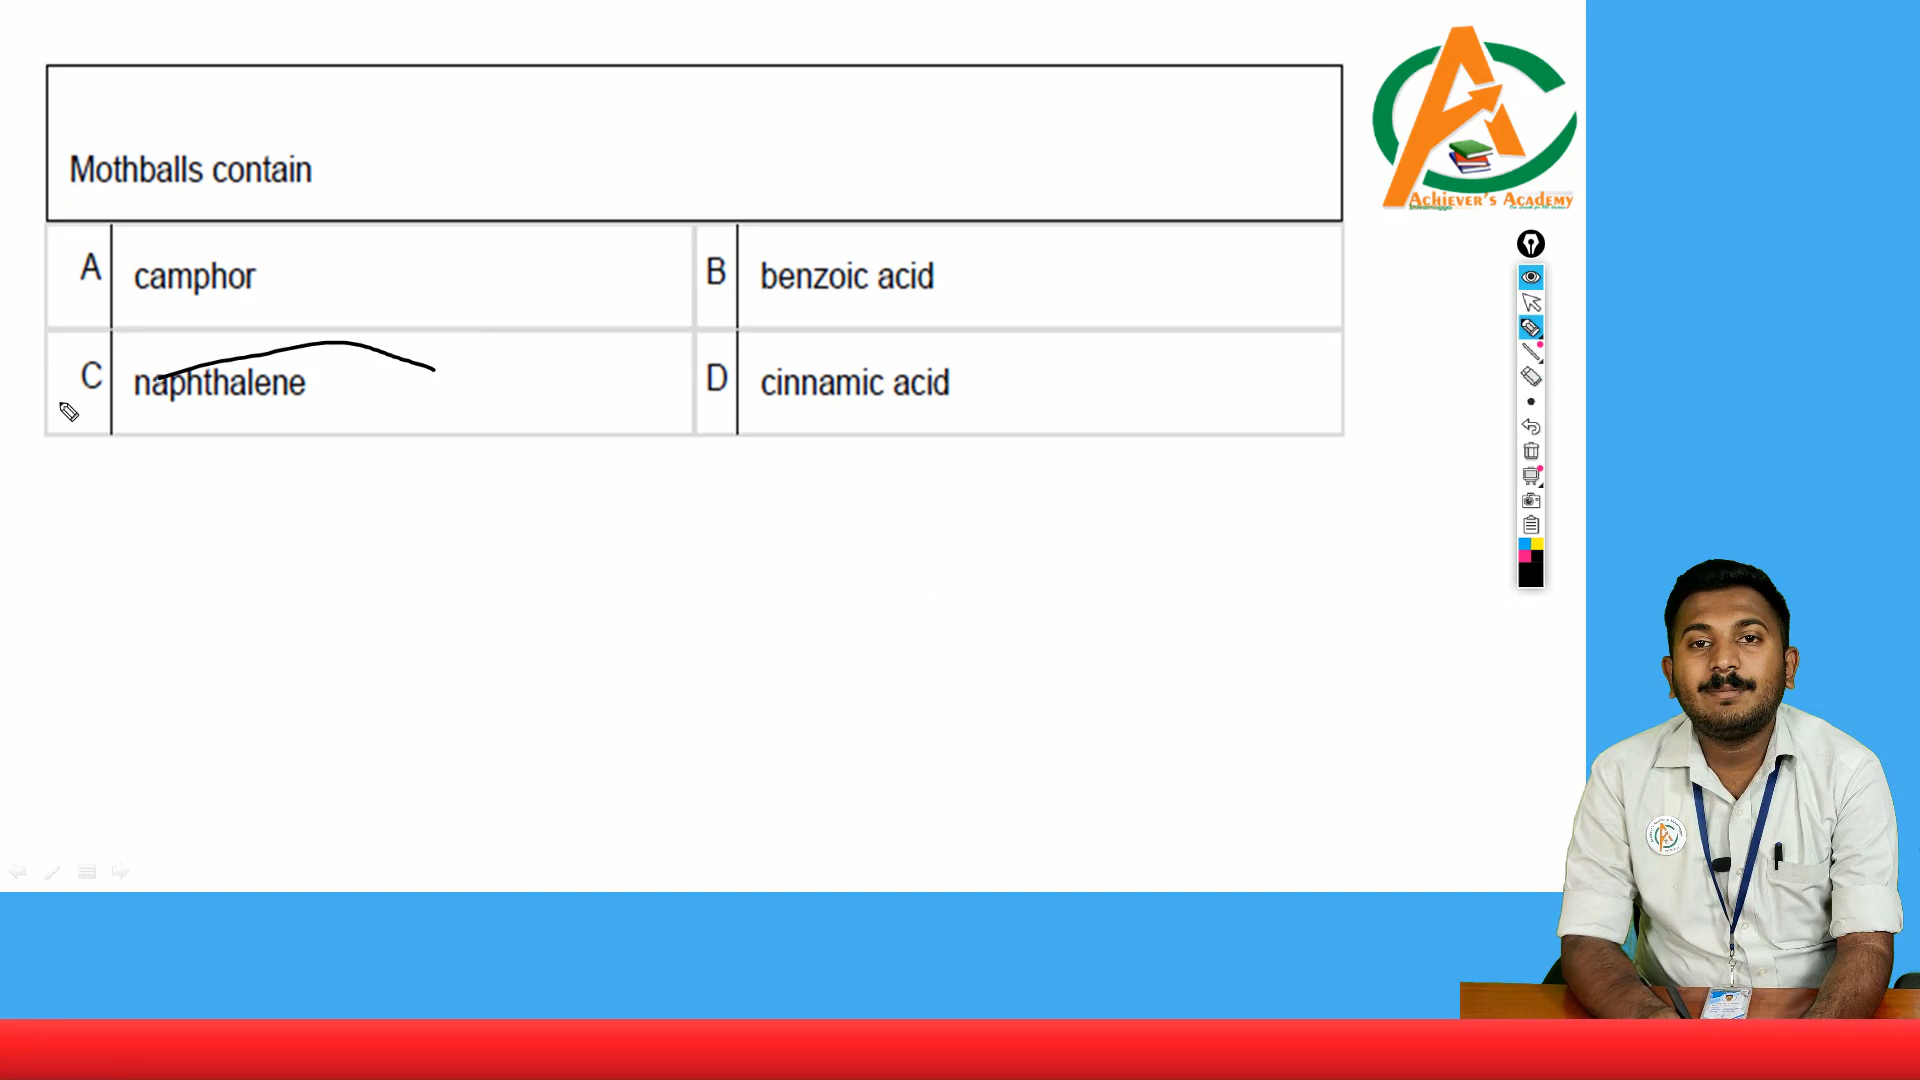 Mothballs contain
A camphor
B benzoic acid
C naphthalene
D cinnamic acid
ACHIEVER'S ACADEMY